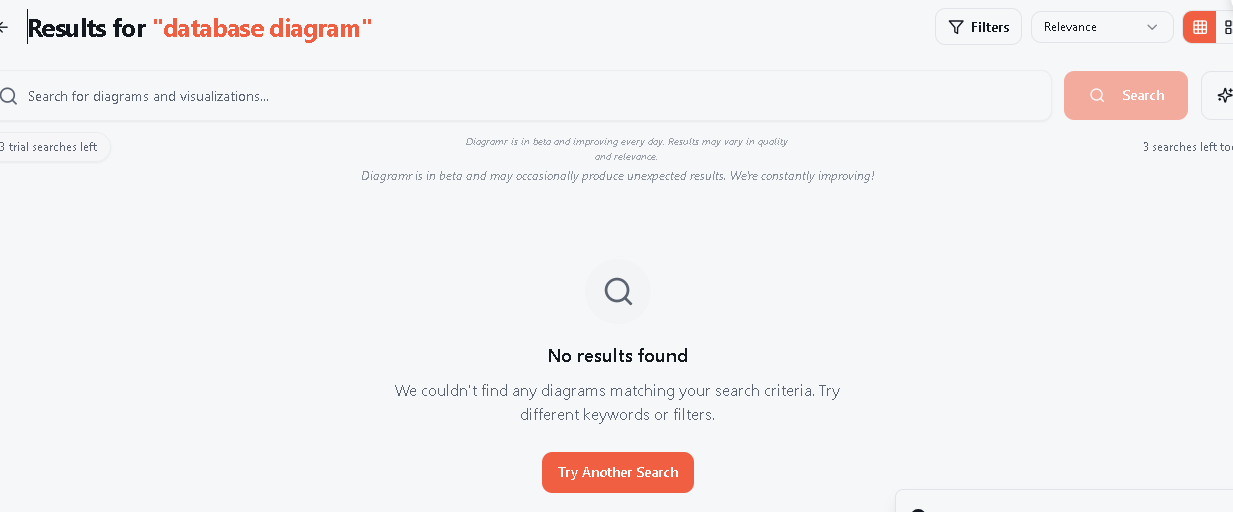 Results for "database diagram"
Filters
Relevance
Search for diagrams and visualizations...
Search
3 trial searches left
Diagramr is in beta and improving every day. Results may vary in quality
and relevance.
3 searches left
Diagramr is in beta and may occasionally produce unexpected results. We're constantly improving!
No results found
We couldn't find any diagrams matching your search criteria. Try
different keywords or filters.
Try Another Search